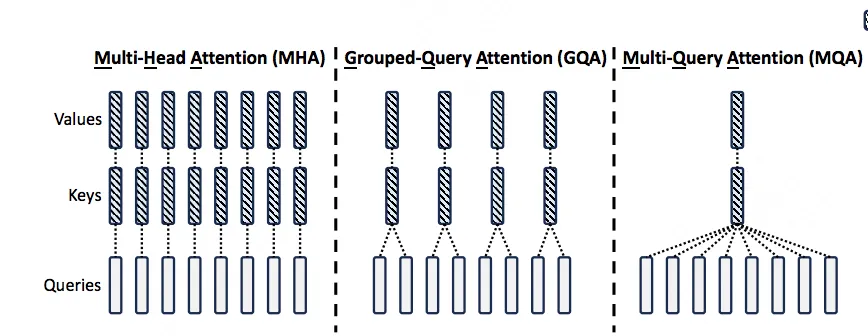 Multi-Head Attention (MHA)
Grouped-Query Attention (GQA)
Multi-Query Attention (MQA)
Values
Keys
Queries